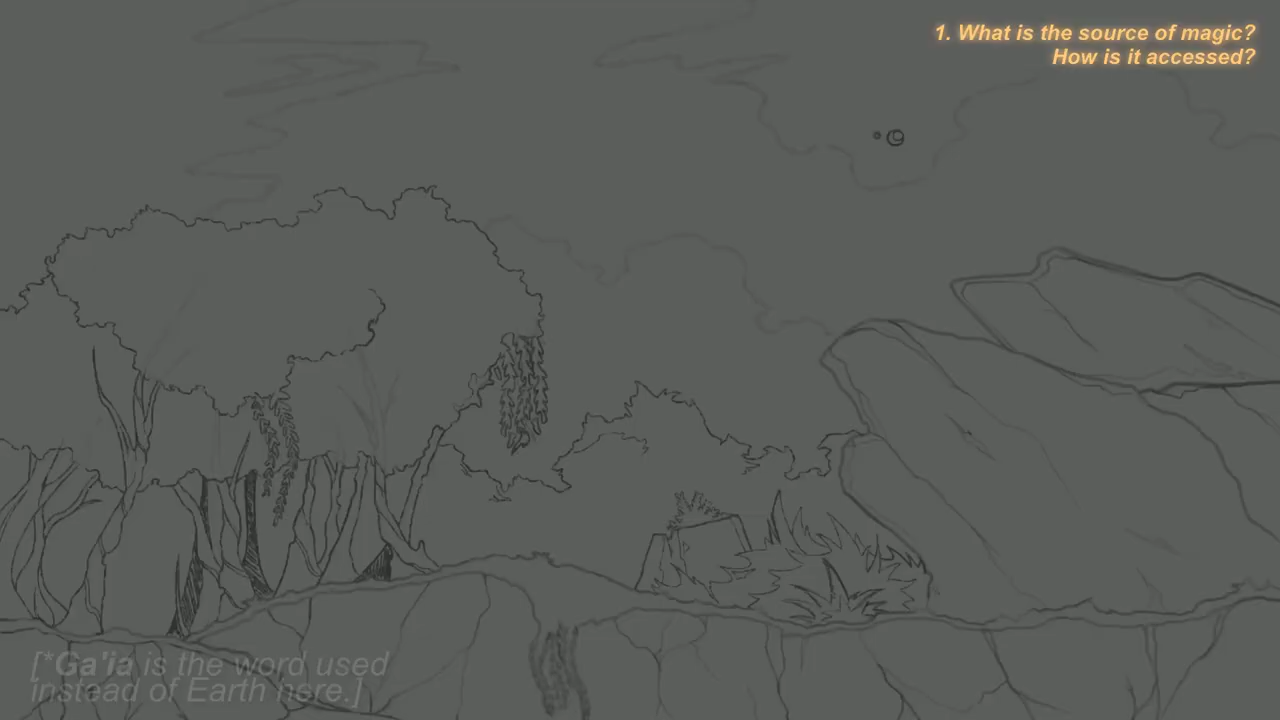 1. What is the source of magic?
How is it accessed?
[*Ga'ia is the word used
instead of Earth here.]